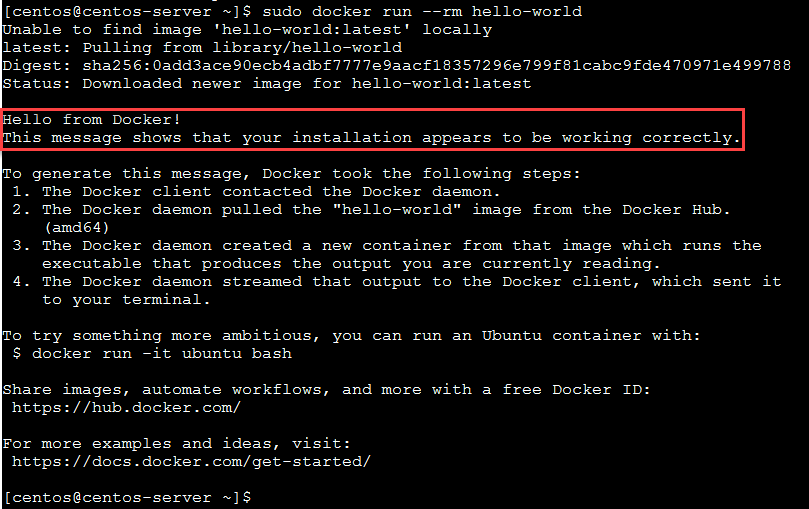 [centos@centos-server ~]$ sudo docker run --rm hello-world
Unable to find image 'hello-world:latest' locally
latest: Pulling from library/hello-world
Digest: sha256:0add3ace90ecb4adbf7777e9aacf18357296e799f81cabc9fde470971e499788
Status: Downloaded newer image for hello-world:latest
Hello from Docker!
This message shows that your installation appears to be working correctly.
To generate this message, Docker took the following steps:
1. The Docker client contacted the Docker daemon.
2. The Docker daemon pulled the "hello-world" image from the Docker Hub.
(amd64)
3. The Docker daemon created a new container from that image which runs the
executable that produces the output you are currently reading.
4. The Docker daemon streamed that output to the Docker client, which sent it
to your terminal.
To try something more ambitious, you can run an Ubuntu container with:
$ docker run -it ubuntu bash
Share images, automate workflows, and more with a free Docker ID:
https://hub.docker.com/
For more examples and ideas, visit:
https://docs.docker.com/get-started/
[centos@centos-server ~]$